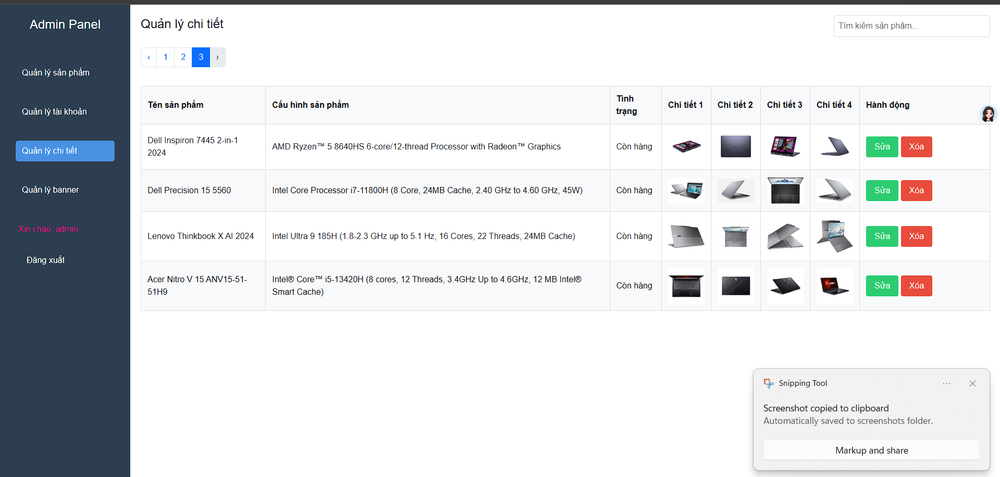 Admin Panel
Quản lý sản phẩm
Quản lý tài khoản
Quản lý chi tiết
Quản lý banner
Xin chào, admin
Đăng xuất
Quản lý chi tiết
Tìm kiếm sản phẩm...
‹ 1 2 3 ›
Tên sản phẩm
Cấu hình sản phẩm
Tình
trạng
Chi tiết 1
Chi tiết 2
Chi tiết 3
Chi tiết 4
Hành động
Dell Inspiron 7445 2-in-1
2024
AMD Ryzen™ 5 8640HS 6-core/12-thread Processor with Radeon™ Graphics
Còn hàng
Sửa
Xóa
Dell Precision 15 5560
Intel Core Processor i7-11800H (8 Core, 24MB Cache, 2.40 GHz to 4.60 GHz, 45W)
Còn hàng
Sửa
Xóa
Lenovo Thinkbook X AI 2024
Intel Ultra 9 185H (1.8-2.3 GHz up to 5.1 Hz, 16 Cores, 22 Threads, 24MB Cache)
Còn hàng
Sửa
Xóa
Acer Nitro V 15 ANV15-51-
51H9
Intel® Core™ i5-13420H (8 cores, 12 Threads, 3.4GHz Up to 4.6GHz, 12 MB Intel®
Smart Cache)
Còn hàng
Sửa
Xóa
Snipping Tool
Screenshot copied to clipboard
Automatically saved to screenshots folder.
Markup and share